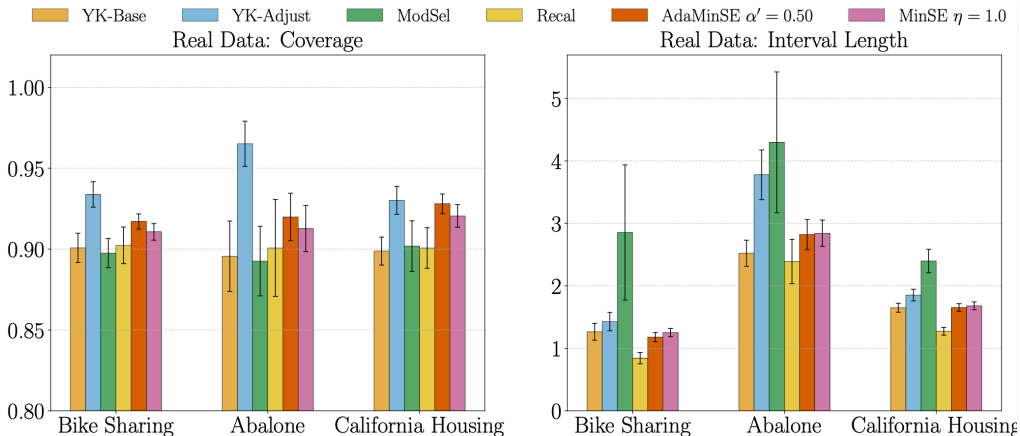 YK-Base YK-Adjust ModSel Recal AdaMinSE α′ = 0.50 MinSE η = 1.0
Real Data: Coverage
1.00
0.95
0.90
0.85
0.80
Bike Sharing Abalone California Housing
Real Data: Interval Length
5
4
3
2
1
0
Bike Sharing Abalone California Housing